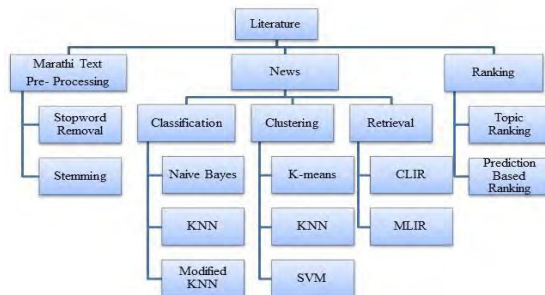 Literature
Marathi Text
Pre- Processing
News
Ranking
Stopword
Removal
Classification
Clustering
Retrieval
Topic
Ranking
Stemming
Naive Bayes
K-means
CLIR
Prediction
Based
Ranking
KNN
KNN
MLIR
Modified
KNN
SVM